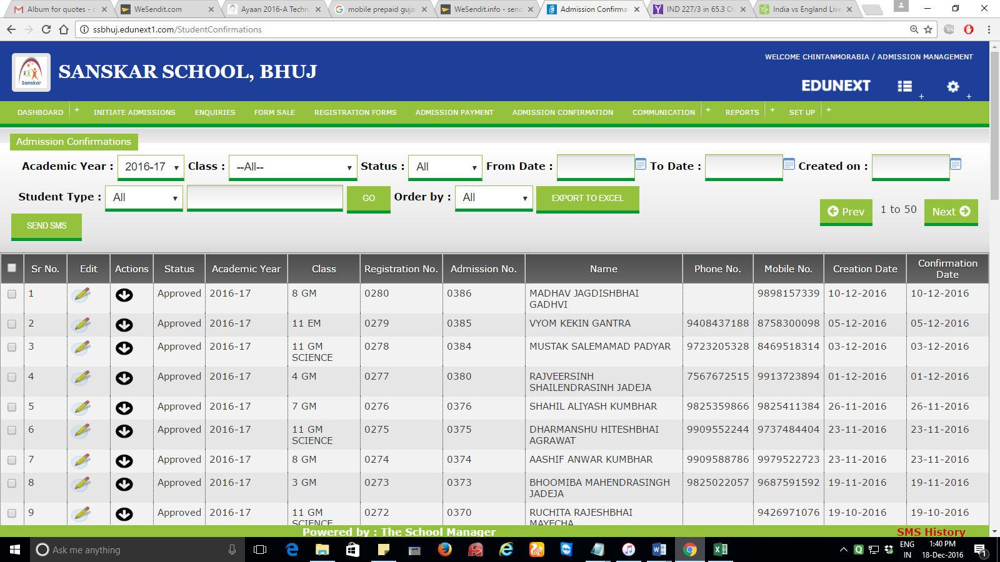 Album for quotes - c
WeSendit.com
Ayaan 2016-A Techn
mobile prepaid guja
WeSendit.info - send
Admission Confirma
IND 227/3 in 65.3 Ov
India vs England Live
ssbhuj.edunext1.com/StudentConfirmations
Sanskar
SANSKAR SCHOOL, BHUJ
WELCOME CHINTANMORABIA / ADMISSION MANAGEMENT
EDUNEXT
DASHBOARD + INITIATE ADMISSIONS ENQUIRIES FORM SALE REGISTRATION FORMS ADMISSION PAYMENT ADMISSION CONFIRMATION COMMUNICATION + REPORTS + SET UP +
Admission Confirmations
Academic Year : 2016-17 Class : --All-- Status : All From Date : To Date : Created on :
Student Type : All GO Order by : All EXPORT TO EXCEL
Prev 1 to 50 Next
SEND SMS
Sr No. Edit Actions Status Academic Year Class Registration No. Admission No. Name Phone No. Mobile No. Creation Date Confirmation Date
1 Approved 2016-17 8 GM 0280 0386 MADHAV JAGDISHBHAI GADHVI 9898157339 10-12-2016 10-12-2016
2 Approved 2016-17 11 EM 0279 0385 VYOM KEKIN GANTRA 9408437188 8758300098 05-12-2016 05-12-2016
3 Approved 2016-17 11 GM SCIENCE 0278 0384 MUSTAK SALEMAMAD PADYAR 9723205328 8469518314 03-12-2016 03-12-2016
4 Approved 2016-17 4 GM 0277 0380 RAJVEERSINH SHAILENDRASINH JADEJA 7567672515 9913723894 01-12-2016 01-12-2016
5 Approved 2016-17 7 GM 0276 0376 SHAHIL ALIYASH KUMBHAR 9825359866 9825411384 26-11-2016 26-11-2016
6 Approved 2016-17 11 GM SCIENCE 0275 0375 DHARMANSHU HITESHBHAI AGRAWAT 9909552244 9737484404 23-11-2016 23-11-2016
7 Approved 2016-17 8 GM 0274 0374 AASHIF ANWAR KUMBHAR 9909588786 9979522723 23-11-2016 23-11-2016
8 Approved 2016-17 3 GM 0273 0373 BHOOMIBA MAHENDRASINGH JADEJA 9825022057 9687591592 19-11-2016 19-11-2016
9 Approved 2016-17 11 GM SCIENCE 0272 0370 RUCHITA RAJESHBHAI MAYECHA 9426971076 19-10-2016 19-10-2016
Powered by : The School Manager
SMS History
Ask me anything
ENG
IN
1:40 PM
18-Dec-2016
1